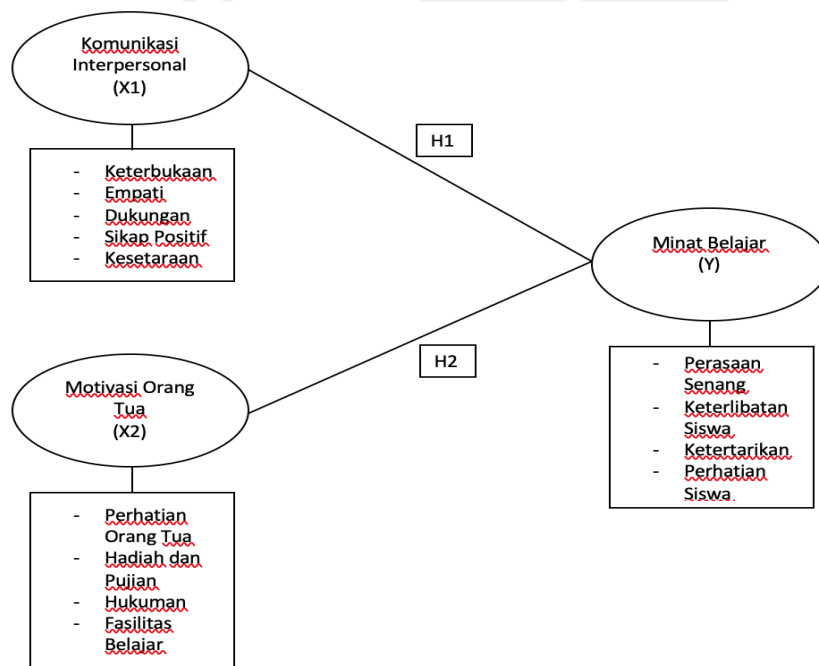 Komunikasi
Interpersonal
(X1)
- Keterbukaan
- Empati
- Dukungan
- Sikap Positif
- Kesetaraan
H1
Minat Belajar
(Y)
- Perasaan
Senang
- Keterlibatan
Siswa
- Ketertarikan
- Perhatian
Siswa
H2
Motivasi Orang
Tua
(X2)
- Perhatian
Orang Tua
- Hadiah dan
Pujian
- Hukuman
- Fasilitas
Belajar